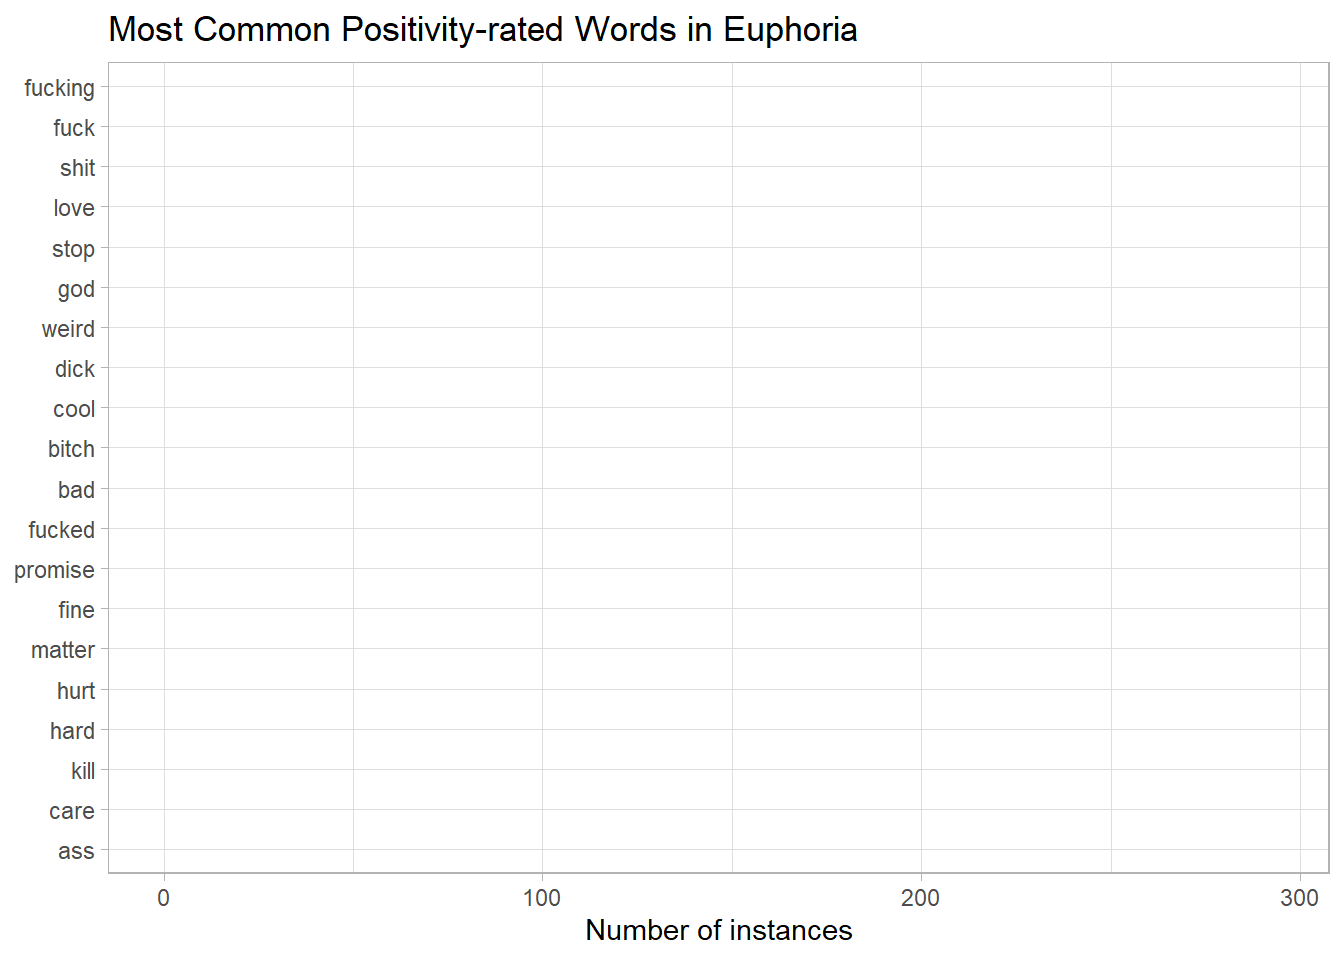 Most Common Positivity-rated Words in Euphoria
fucking
fuck
shit
love
stop
god
weird
dick
cool
bitch
bad
fucked
promise
fine
matter
hurt
hard
kill
care
ass
0 100 200 300
Number of instances